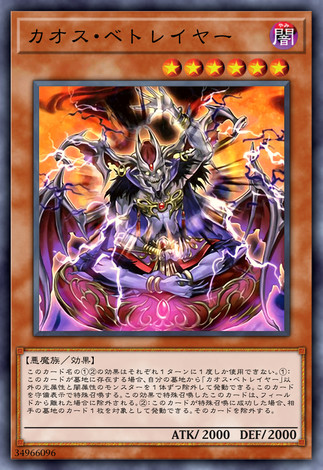 カオス・ベトレイヤー
やみ
闇
【悪魔族／効果】
このカード名の①②の効果はそれぞれ１ターンに１度しか使用できない。①：
このカードが墓地に存在する場合、自分の墓地から「カオス・ベトレイヤー」以
外の光属性と闇属性のモンスターを１体ずつ除外して発動できる。このカード
を守備表示で特殊召喚する。この効果で特殊召喚したこのカードは、フィール
ドから離れた場合に除外される。②：このカードが特殊召喚に成功した場合、相
手の墓地のカード１枚を対象として発動できる。そのカードを除外する。
ATK/ 2000 DEF/ 2000
34966096